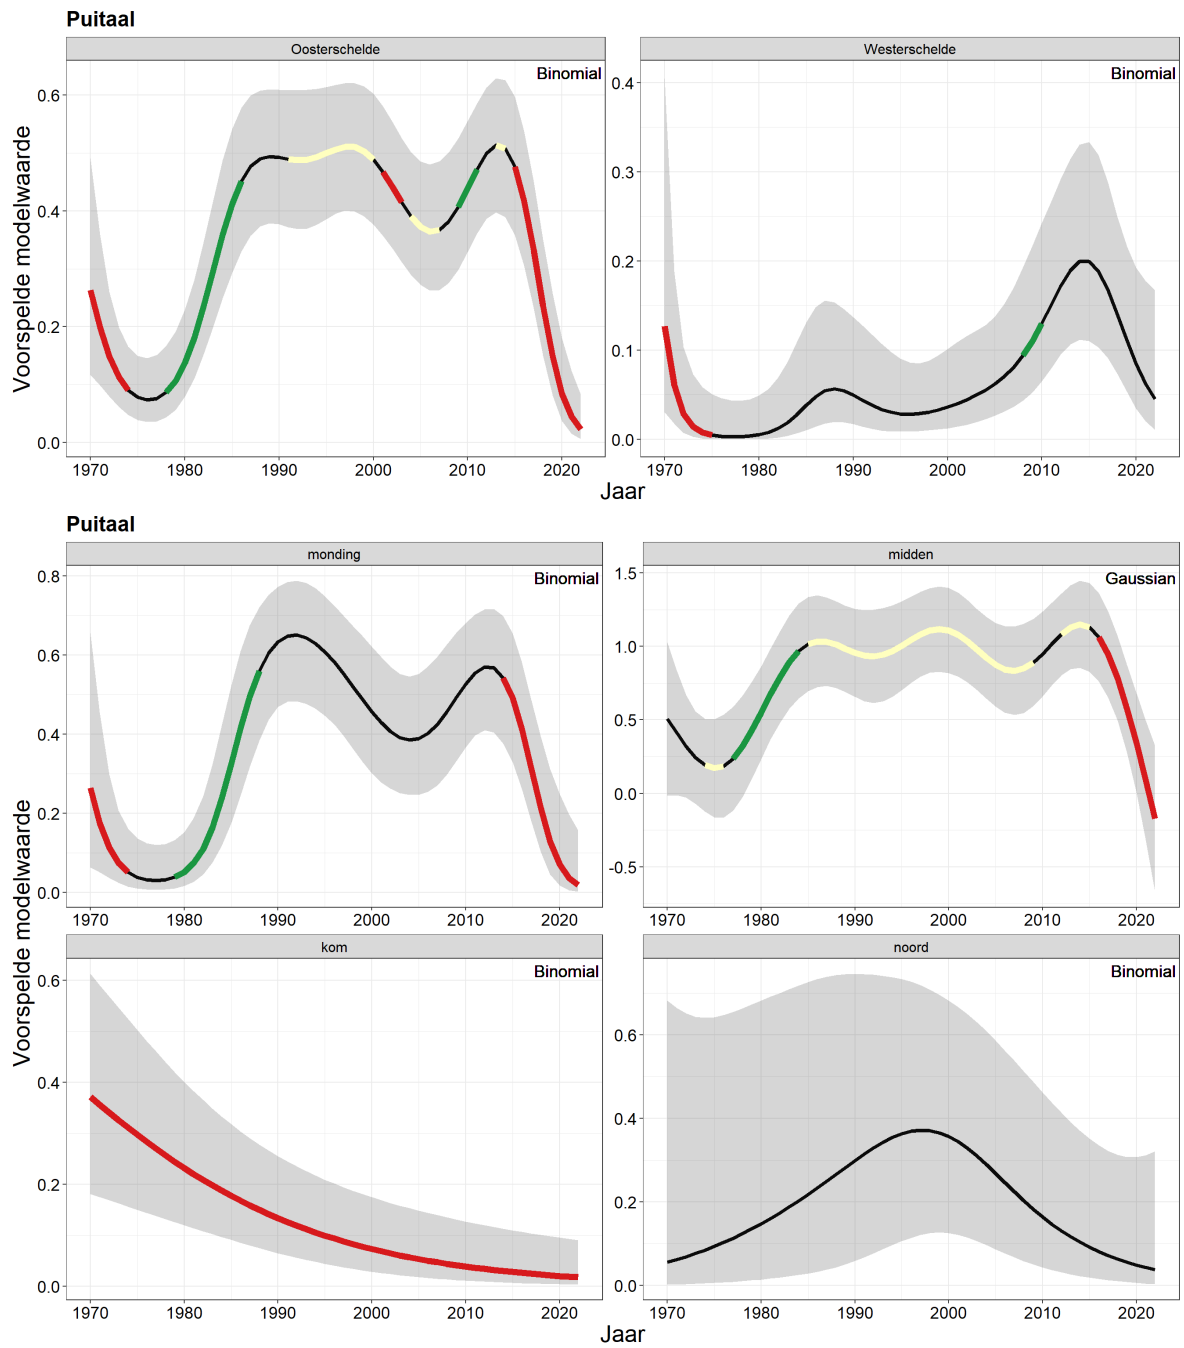 Puitaal
Oosterschelde
Westerschelde
Binomial
Binomial
Voorspelde modelwaarde
0.6
0.4
0.2
0.0
0.4
0.3
0.2
0.1
0.0
1970 1980 1990 2000 2010 2020
1970 1980 1990 2000 2010 2020
Jaar
Puitaal
monding
midden
Binomial
Gaussian
0.8
0.6
0.4
0.2
0.0
1.5
1.0
0.5
0.0
-0.5
1970 1980 1990 2000 2010 2020
1970 1980 1990 2000 2010 2020
Voorspelde modelwaarde
kom
noord
Binomial
Binomial
0.6
0.4
0.2
0.0
0.6
0.4
0.2
0.0
1970 1980 1990 2000 2010 2020
1970 1980 1990 2000 2010 2020
Jaar